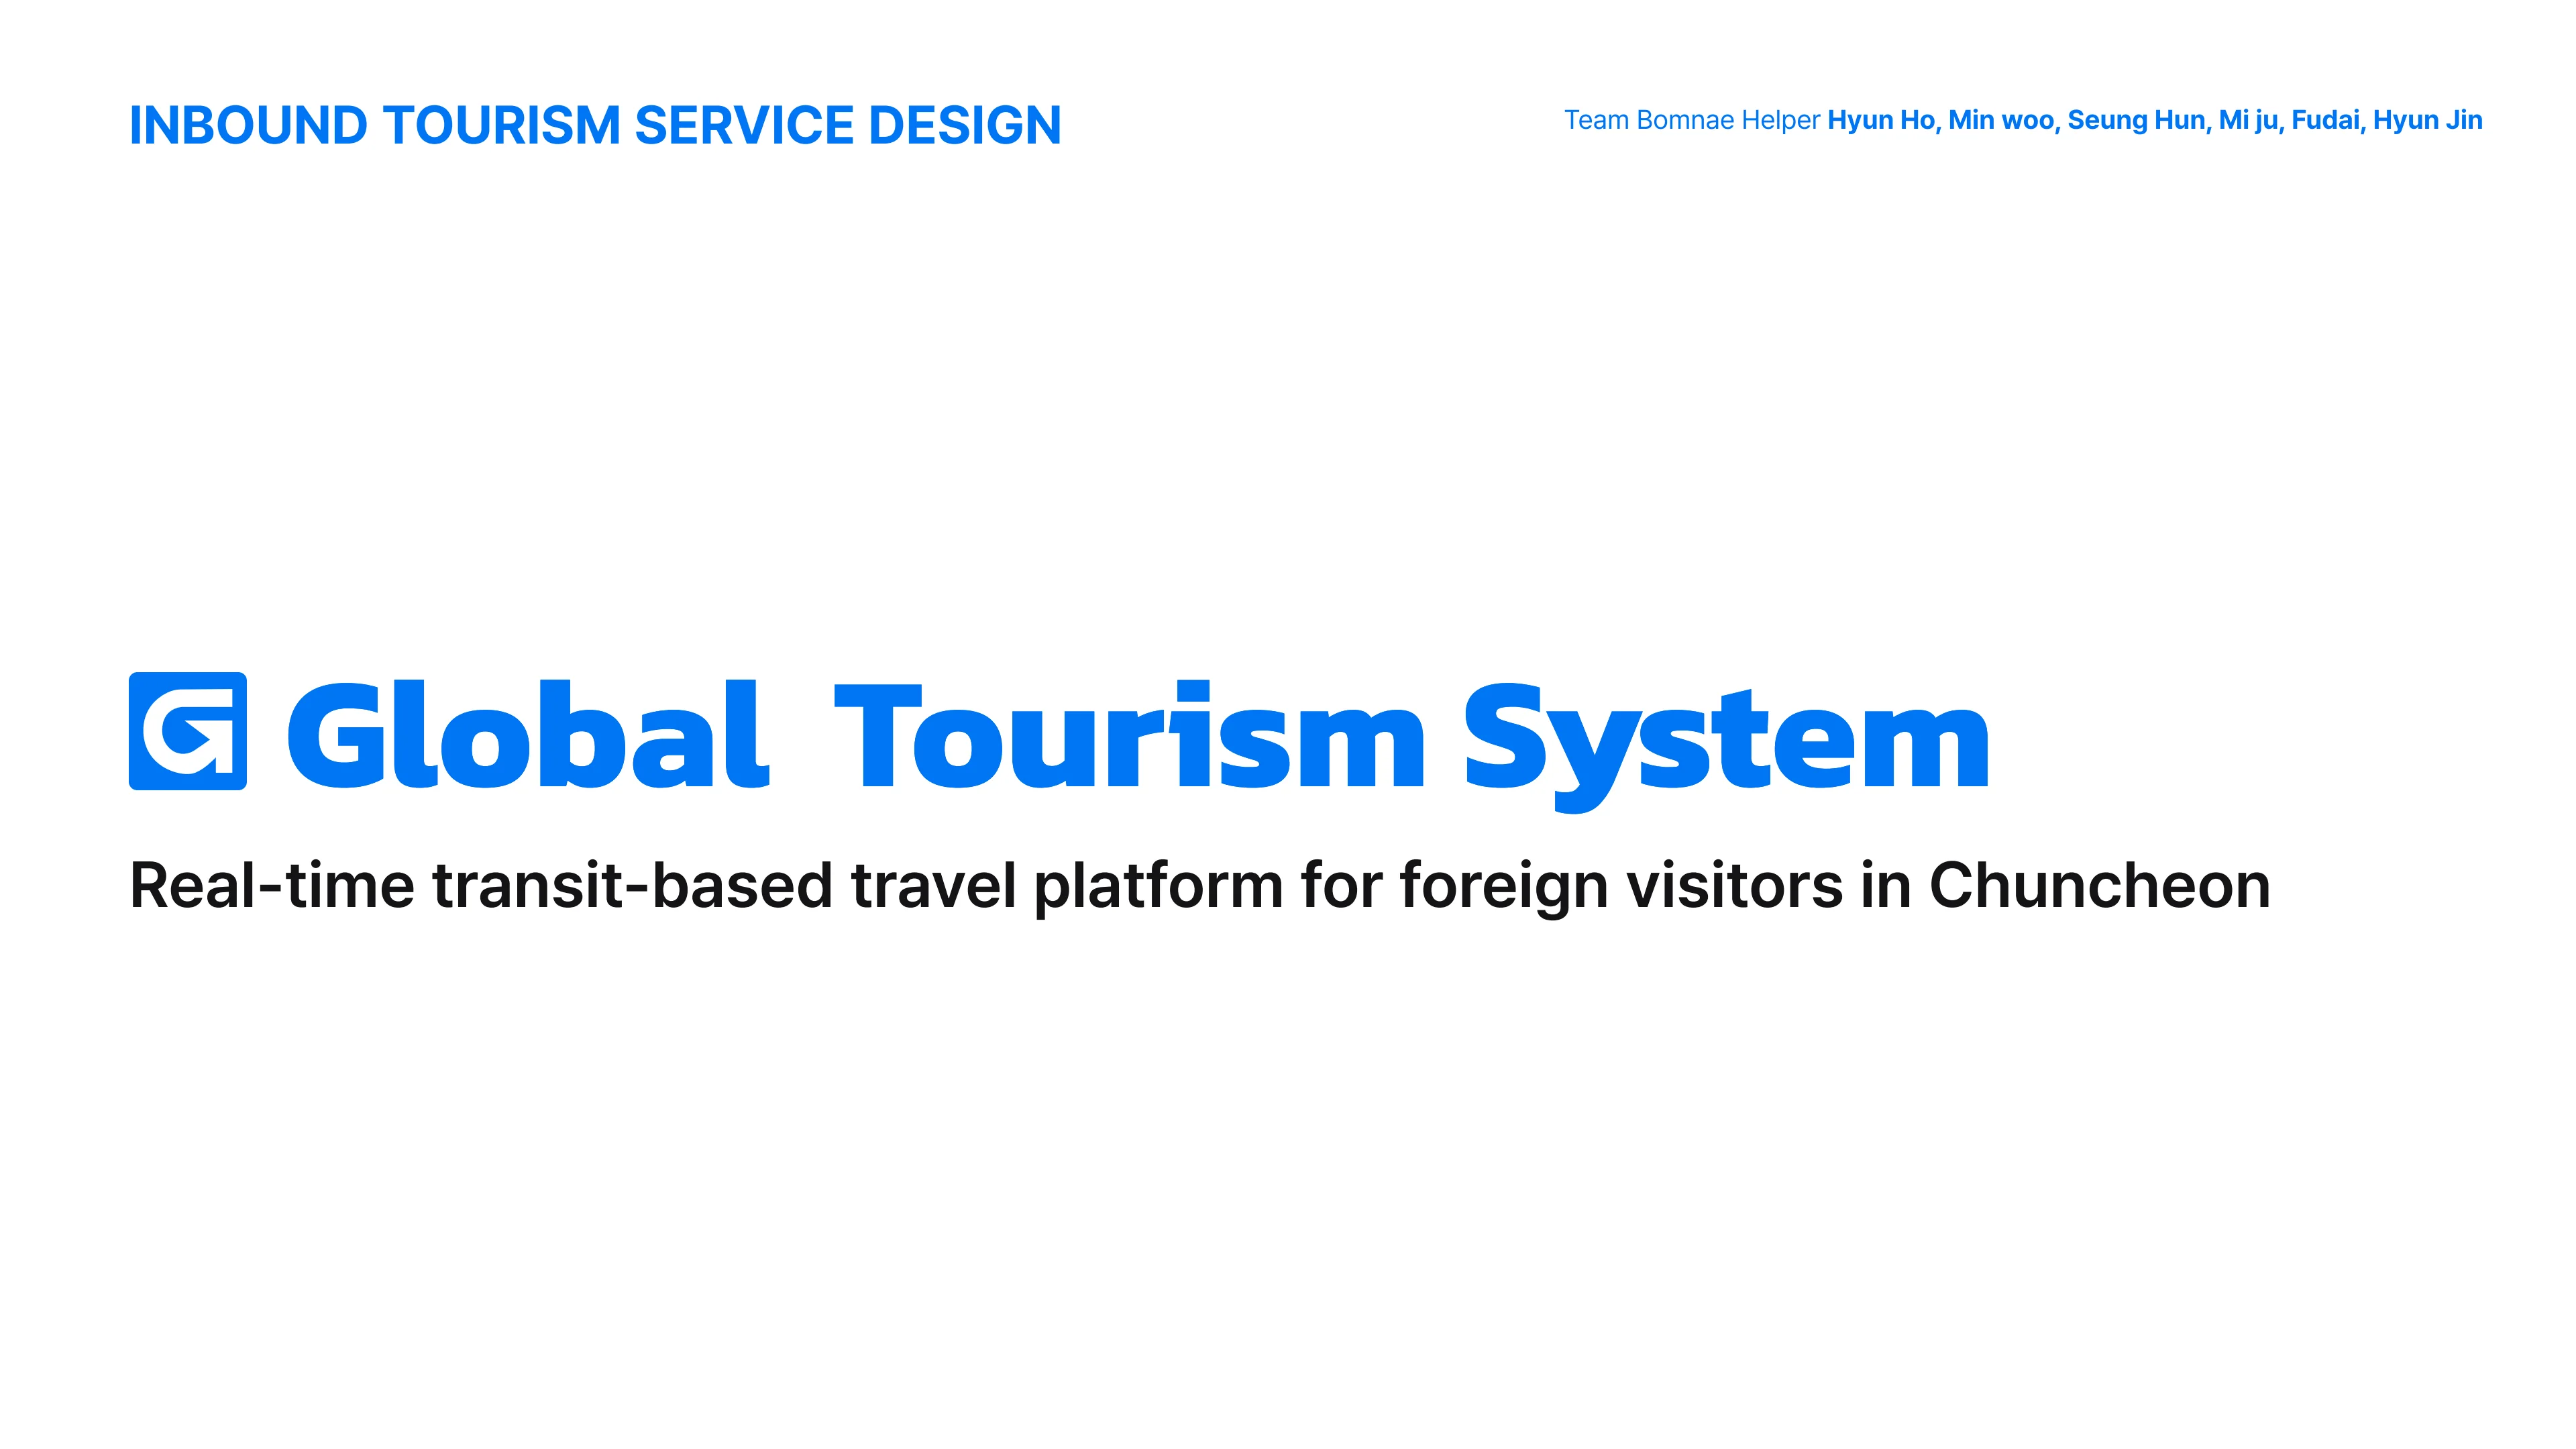 INBOUND TOURISM SERVICE DESIGN
Team Bomnae Helper Hyun Ho, Min woo, Seung Hun, Mi ju, Fudai, Hyun Jin
G Global Tourism System
Real-time transit-based travel platform for foreign visitors in Chuncheon